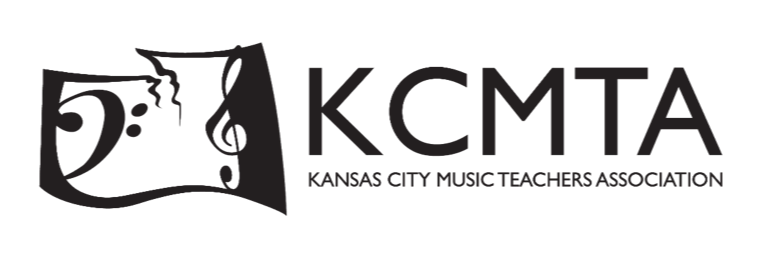 KCMTA
KANSAS CITY MUSIC TEACHERS ASSOCIATION